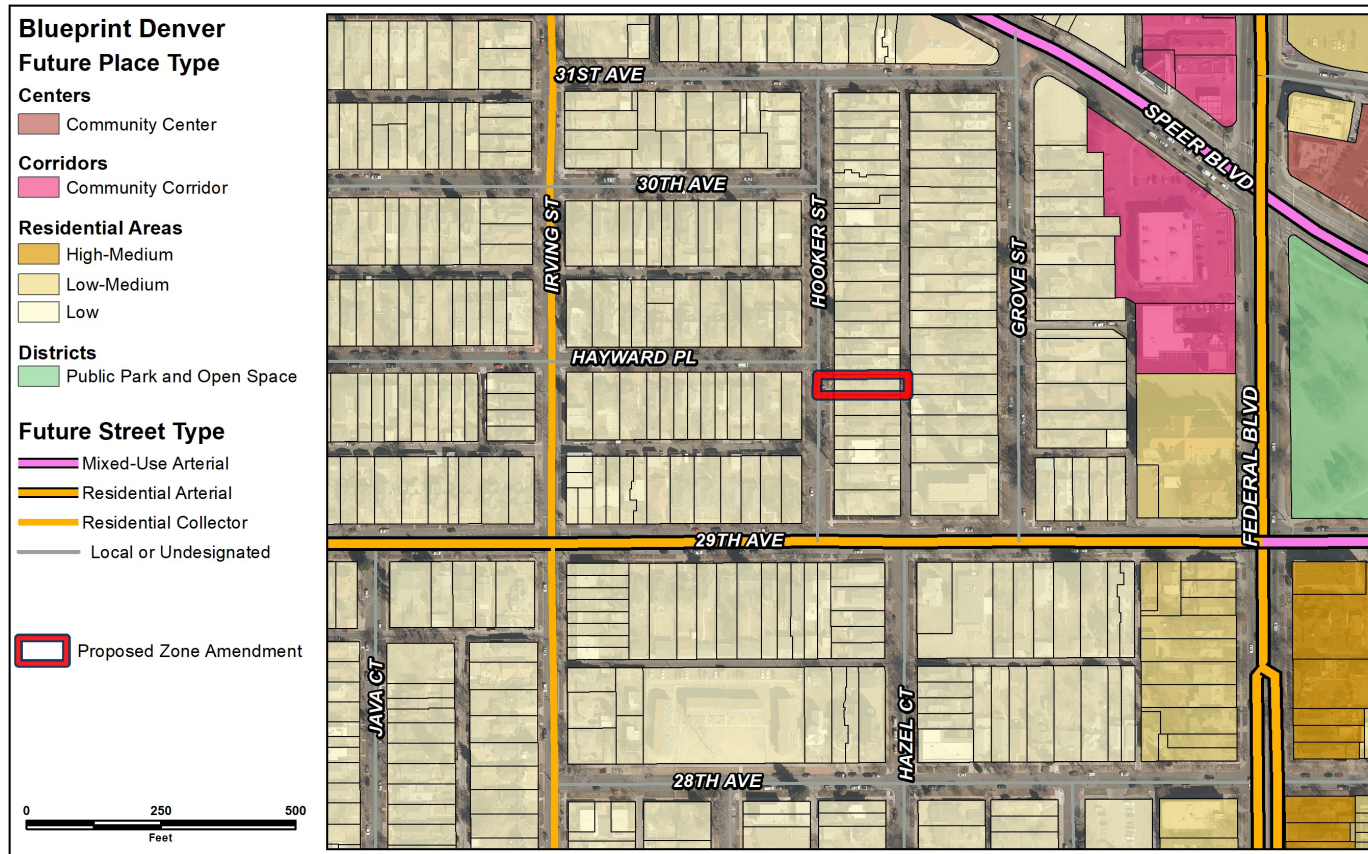 Blueprint Denver
Future Place Type
Centers
Community Center
Corridors
Community Corridor
Residential Areas
High-Medium
Low-Medium
Low
Districts
Public Park and Open Space
Future Street Type
Mixed-Use Arterial
Residential Arterial
Residential Collector
Local or Undesignated
Proposed Zone Amendment
0 250 500
Feet
31ST AVE
SPEER BLVD
30TH AVE
IRVING ST
HOOKER ST
GROVE ST
HAYWARD PL
FEDERAL BLVD
29TH AVE
JAVA CT
HAZEL CT
28TH AVE